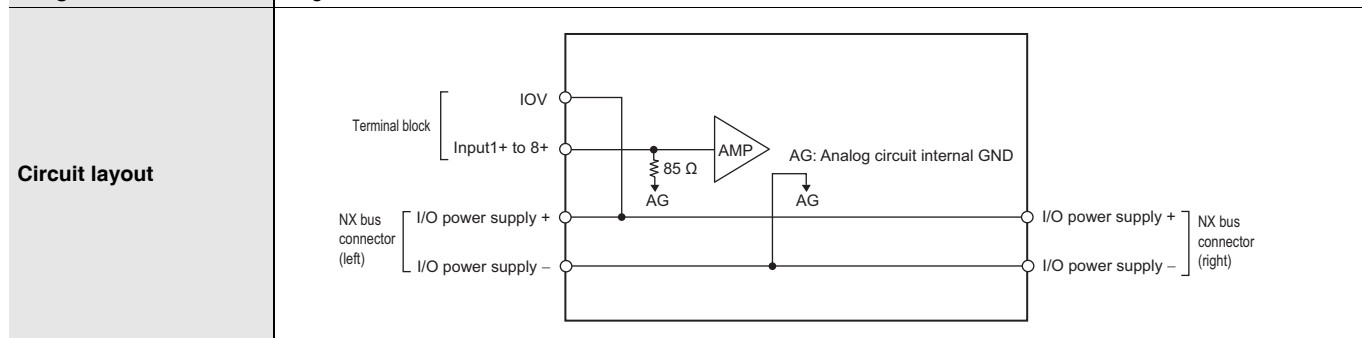 Circuit layout
IOV
Terminal block
Input1+ to 8+
AMP
85 Ω
AG
AG: Analog circuit internal GND
AG
NX bus
connector
(left)
I/O power supply +
I/O power supply −
I/O power supply +
I/O power supply −
NX bus
connector
(right)